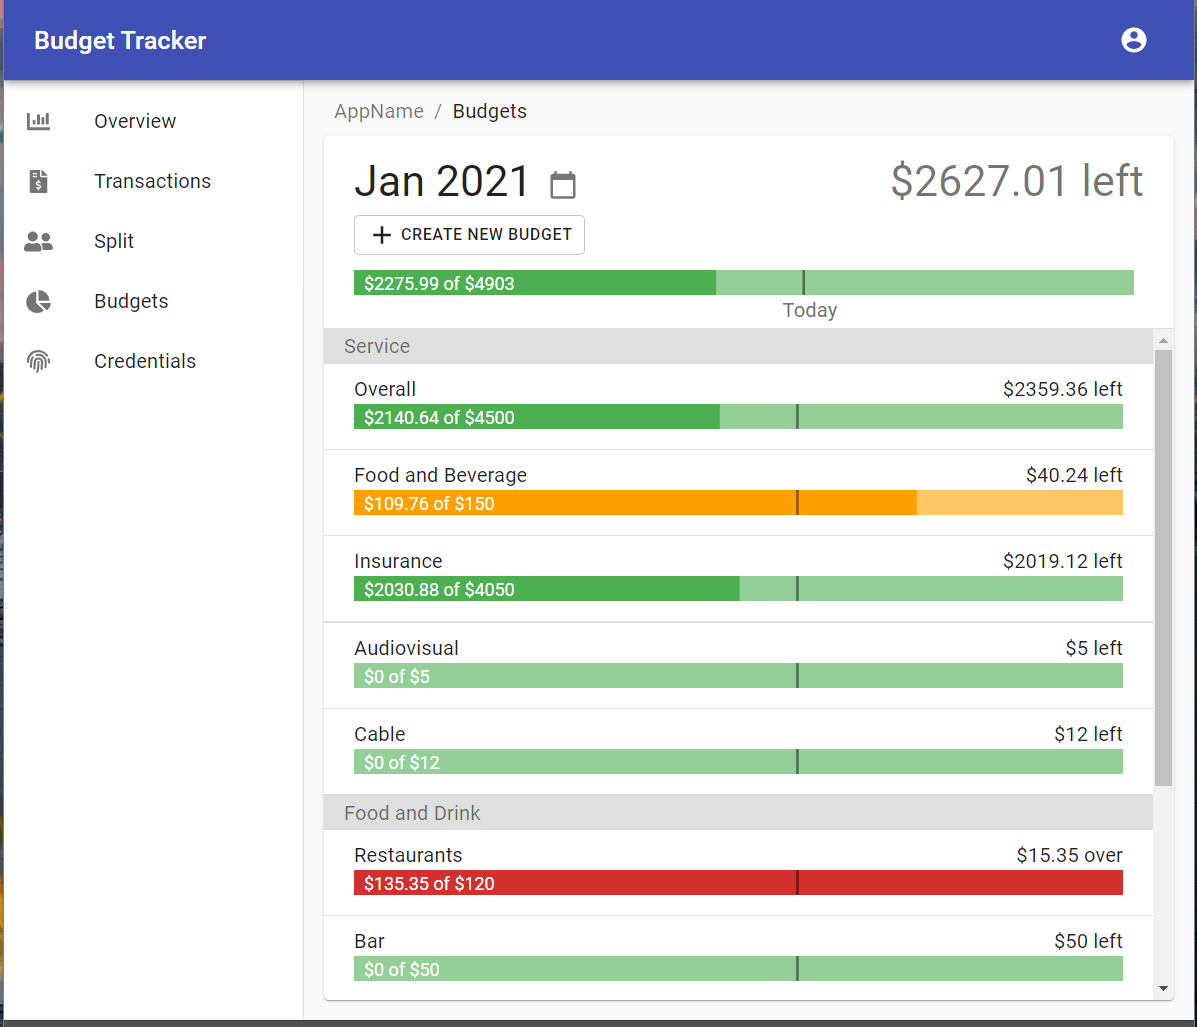 Budget Tracker
Overview
Transactions
Split
Budgets
Credentials
AppName / Budgets
Jan 2021
$2627.01 left
CREATE NEW BUDGET
$2275.99 of $4903
Today
Service
Overall
$2359.36 left
$2140.64 of $4500
Food and Beverage
$40.24 left
$109.76 of $150
Insurance
$2019.12 left
$2030.88 of $4050
Audiovisual
$5 left
$0 of $5
Cable
$12 left
$0 of $12
Food and Drink
Restaurants
$15.35 over
$135.35 of $120
Bar
$50 left
$0 of $50